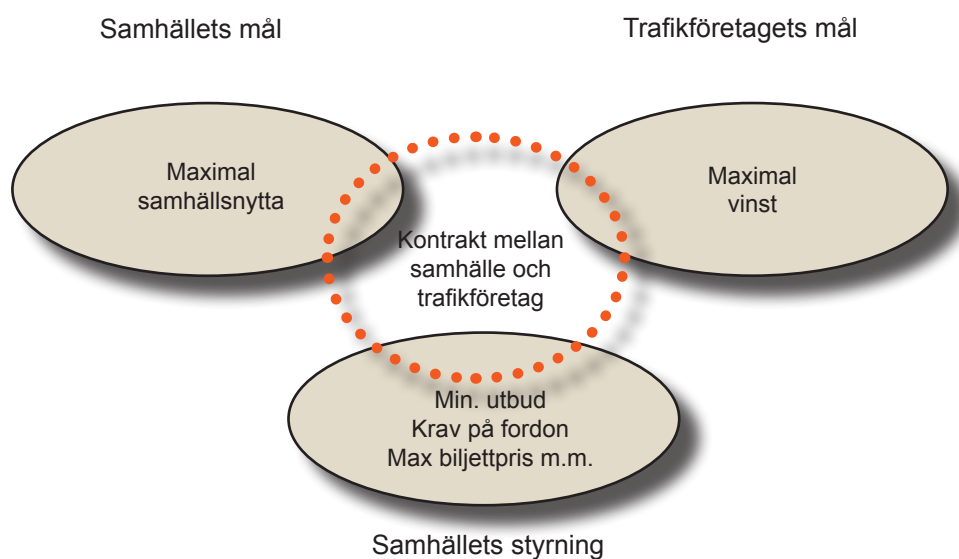 Samhällets mål
Trafikföretagets mål
Maximal
samhällsnytta
Maximal
vinst
Kontrakt mellan
samhälle och
trafikföretag
Min. utbud
Krav på fordon
Max biljettpris m.m.
Samhällets styrning